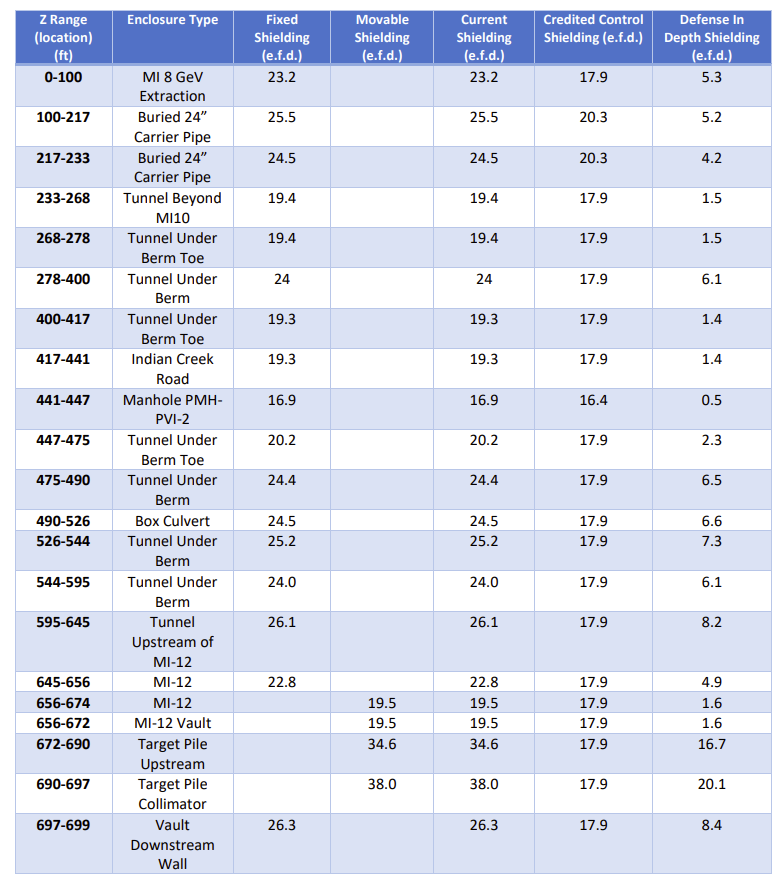 Z Range (location) (ft) Enclosure Type Fixed Shielding (e.f.d.) Movable Shielding (e.f.d.) Current Shielding (e.f.d.) Credited Control Shielding (e.f.d.) Defense In Depth Shielding (e.f.d.)
0-100 MI 8 GeV Extraction 23.2 23.2 17.9 5.3
100-217 Buried 24” Carrier Pipe 25.5 25.5 20.3 5.2
217-233 Buried 24” Carrier Pipe 24.5 24.5 20.3 4.2
233-268 Tunnel Beyond MI10 19.4 19.4 17.9 1.5
268-278 Tunnel Under Berm Toe 19.4 19.4 17.9 1.5
278-400 Tunnel Under Berm 24 24 17.9 6.1
400-417 Tunnel Under Berm Toe 19.3 19.3 17.9 1.4
417-441 Indian Creek Road 19.3 19.3 17.9 1.4
441-447 Manhole PMH-PVI-2 16.9 16.9 16.4 0.5
447-475 Tunnel Under Berm Toe 20.2 20.2 17.9 2.3
475-490 Tunnel Under Berm 24.4 24.4 17.9 6.5
490-526 Box Culvert 24.5 24.5 17.9 6.6
526-544 Tunnel Under Berm 25.2 25.2 17.9 7.3
544-595 Tunnel Under Berm 24.0 24.0 17.9 6.1
595-645 Tunnel Upstream of MI-12 26.1 26.1 17.9 8.2
645-656 MI-12 22.8 22.8 17.9 4.9
656-674 MI-12 19.5 19.5 17.9 1.6
656-672 MI-12 Vault 19.5 19.5 17.9 1.6
672-690 Target Pile Upstream 34.6 34.6 17.9 16.7
690-697 Target Pile Collimator 38.0 38.0 17.9 20.1
697-699 Vault Downstream Wall 26.3 26.3 17.9 8.4